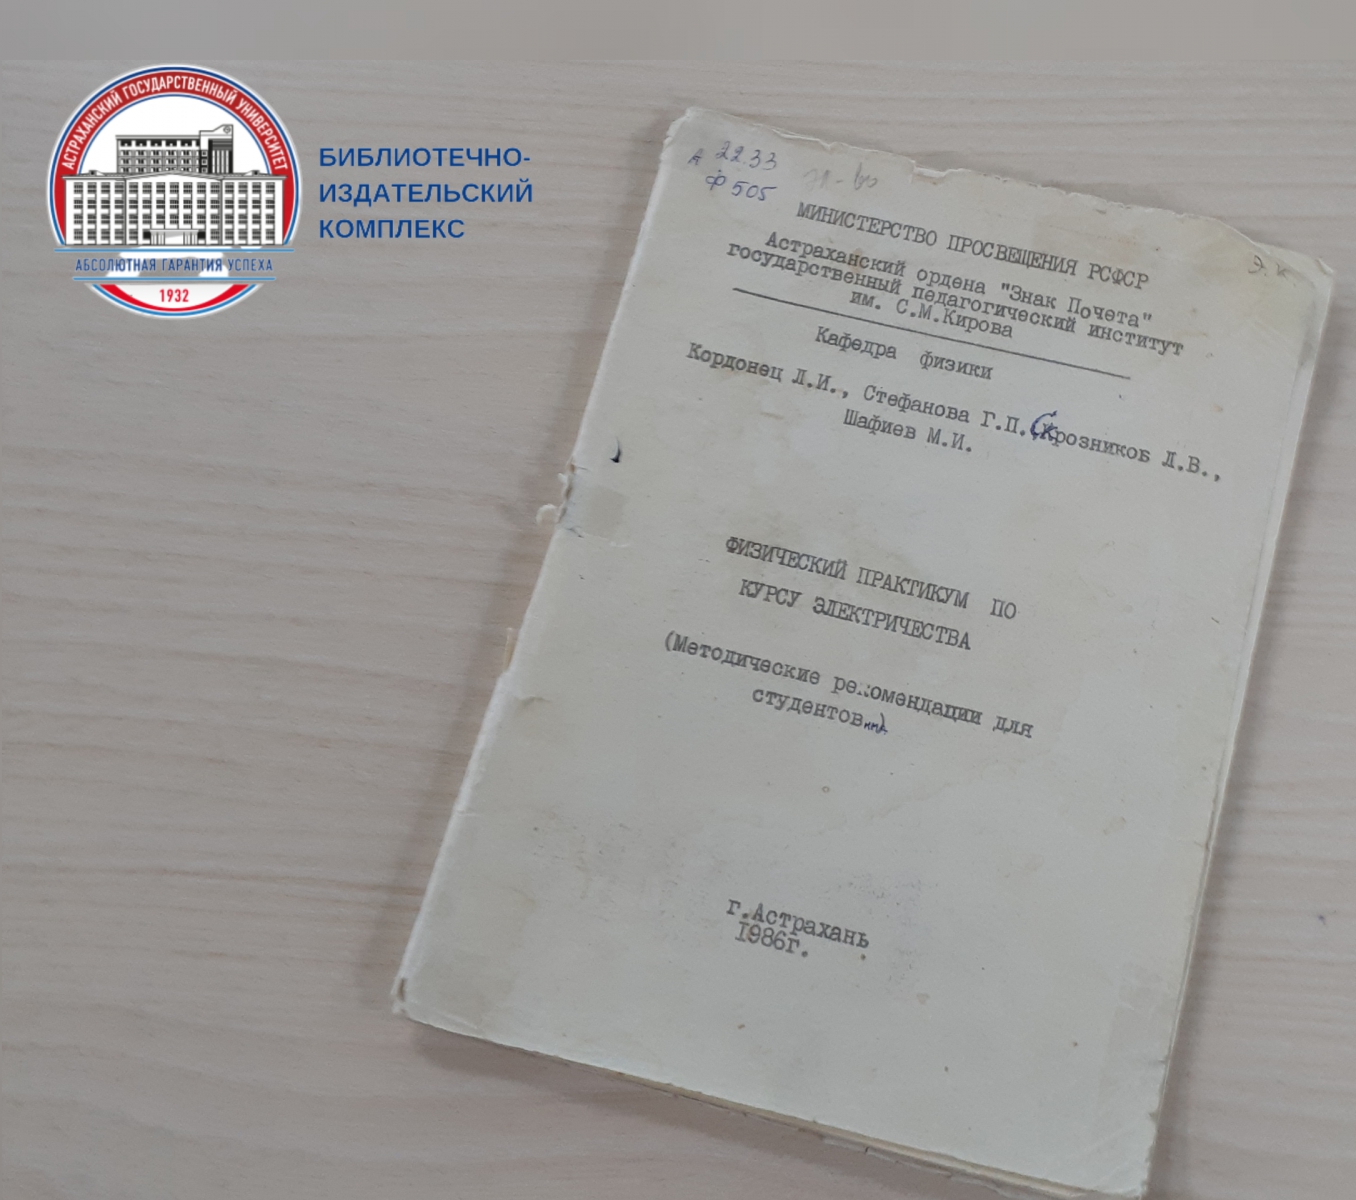 АСТРАХАНСКИЙ ГОСУДАРСТВЕННЫЙ УНИВЕРСИТЕТ
АБСОЛЮТНАЯ ГАРАНТИЯ УСПЕХА
1932
БИБЛИОТЕЧНО-
ИЗДАТЕЛЬСКИЙ
КОМПЛЕКС
А 22.33
Ф 505
МИНИСТЕРСТВО ПРОСВЕЩЕНИЯ РСФСР
Астраханский ордена "Знак Почета"
государственный педагогический институт
им. С.М.Кирова
Кафедра физики
Кордонец Л.И., Стефанова Г.П., Крозников Л.В.,
Шафиев М.И.
ФИЗИЧЕСКИЙ ПРАКТИКУМ ПО
КУРСУ ЭЛЕКТРИЧЕСТВА
(Методические рекомендации для
студентов
г.Астрахань
1986г.